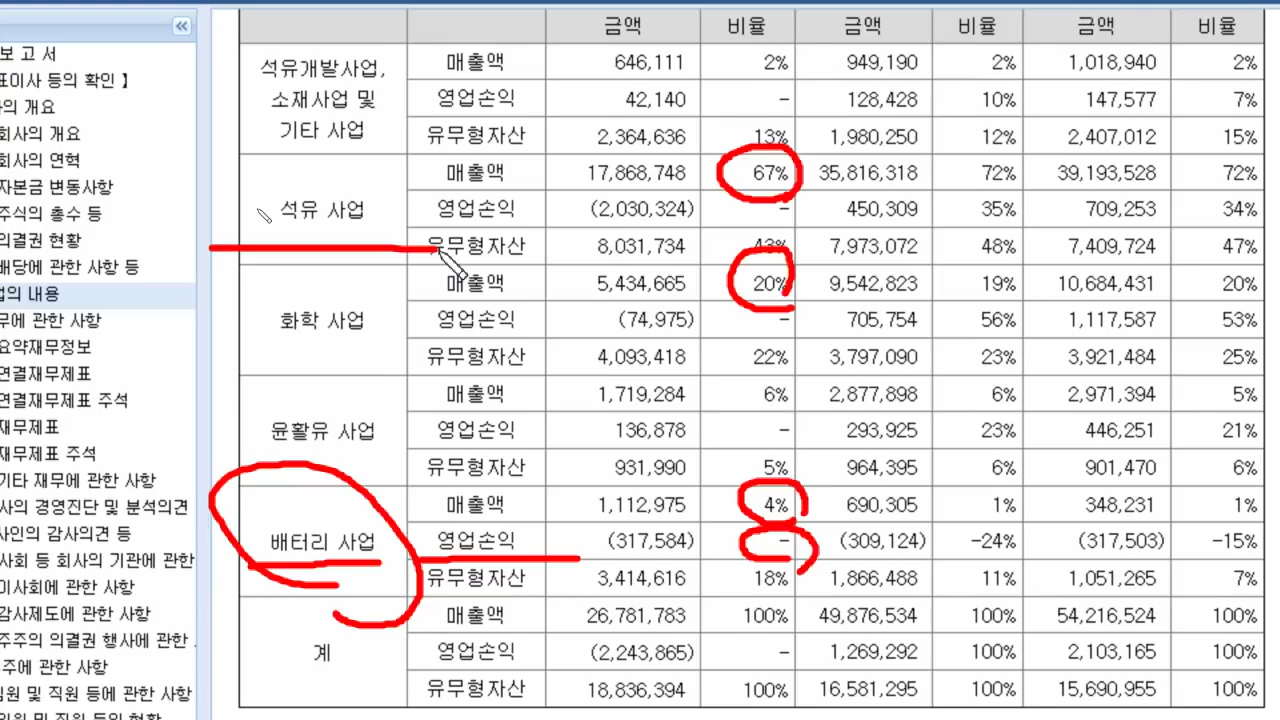 보 고 서
표이사 등의 확인 】
의 개요
회사의 개요
회사의 연혁
자본금 변동사항
주식의 총수 등
의결권 현황
배당에 관한 사항 등
업의 내용
무에 관한 사항
요약재무정보
연결재무제표
연결재무제표 주석
재무제표
재무제표 주석
기타 재무에 관한 사항
사의 경영진단 및 분석의견
사인의 감사의견 등
사회 등 회사의 기관에 관한
이사회에 관한 사항
감사제도에 관한 사항
주주의 의결권 행사에 관한
주에 관한 사항
임원 및 직원 등에 관한 사항
임원 및 직원 등의 현황
금액 비율 금액 비율 금액 비율
석유개발사업,
소재사업 및
기타 사업
매출액 646,111 2% 949,190 2% 1,018,940 2%
영업손익 42,140 - 128,428 10% 147,577 7%
유무형자산 2,364,636 13% 1,980,250 12% 2,407,012 15%
석유 사업
매출액 17,868,748 67% 35,816,318 72% 39,193,528 72%
영업손익 (2,030,324) - 450,309 35% 709,253 34%
유무형자산 8,031,734 43% 7,973,072 48% 7,409,724 47%
화학 사업
매출액 5,434,665 20% 9,542,823 19% 10,684,431 20%
영업손익 (74,975) - 705,754 56% 1,117,587 53%
유무형자산 4,093,418 22% 3,797,090 23% 3,921,484 25%
윤활유 사업
매출액 1,719,284 6% 2,877,898 6% 2,971,394 5%
영업손익 136,878 - 293,925 23% 446,251 21%
유무형자산 931,990 5% 964,395 6% 901,470 6%
배터리 사업
매출액 1,112,975 4% 690,305 1% 348,231 1%
영업손익 (317,584) - (309,124) -24% (317,503) -15%
유무형자산 3,414,616 18% 1,866,488 11% 1,051,265 7%
계
매출액 26,781,783 100% 49,876,534 100% 54,216,524 100%
영업손익 (2,243,865) - 1,269,292 100% 2,103,165 100%
유무형자산 18,836,394 100% 16,581,295 100% 15,690,955 100%